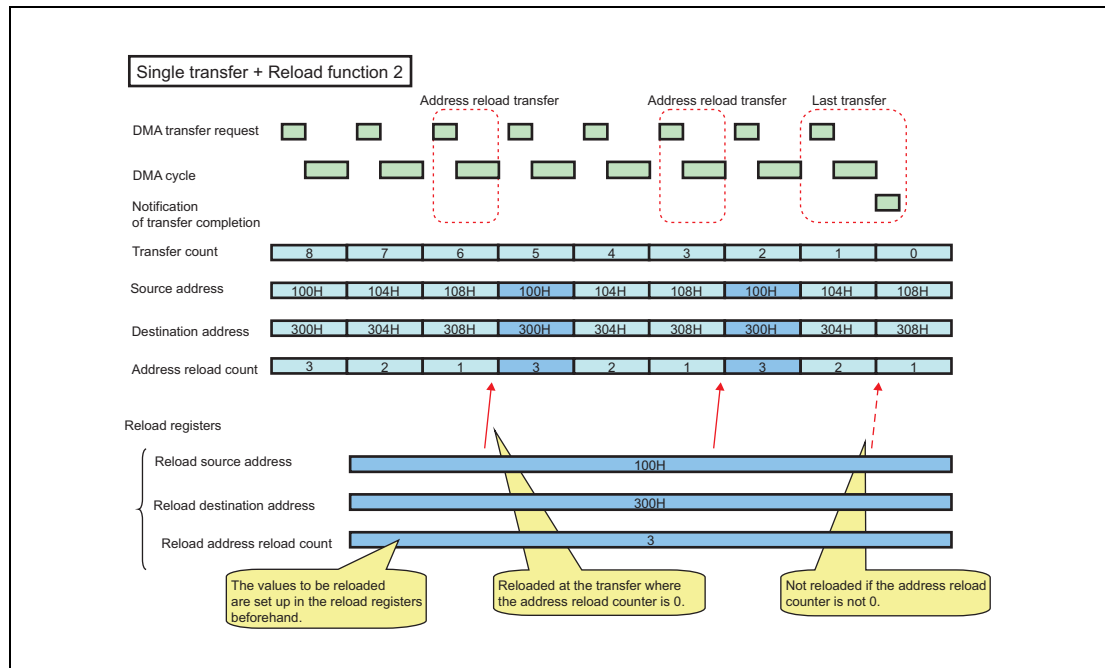 Single transfer + Reload function 2
Address reload transfer
Address reload transfer
Last transfer
DMA transfer request
DMA cycle
Notification
of transfer completion
Transfer count
8 7 6 5 4 3 2 1 0
Source address
100H 104H 108H 100H 104H 108H 100H 104H 108H
Destination address
300H 304H 308H 300H 304H 308H 300H 304H 308H
Address reload count
3 2 1 3 2 1 3 2 1
Reload registers
Reload source address
100H
Reload destination address
300H
Reload address reload count
3
The values to be reloaded
are set up in the reload registers
beforehand.
Reloaded at the transfer where
the address reload counter is 0.
Not reloaded if the address reload
counter is not 0.